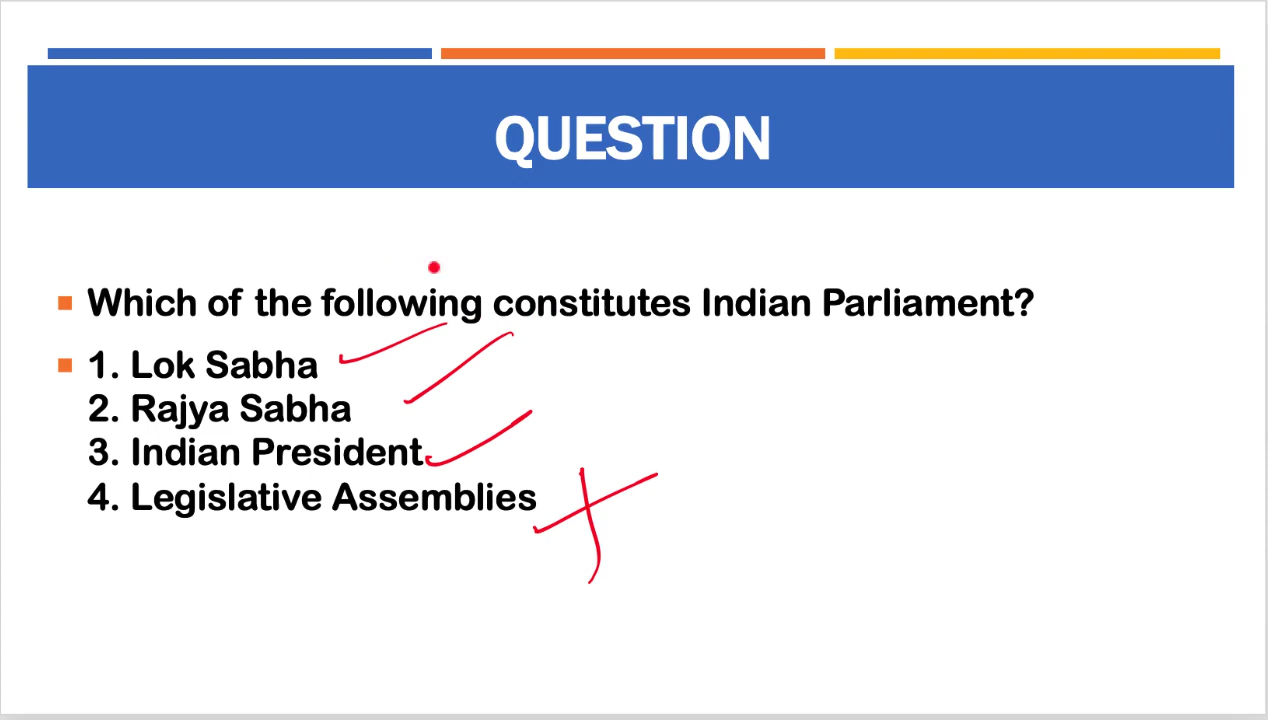 QUESTION
Which of the following constitutes Indian Parliament?
1. Lok Sabha
2. Rajya Sabha
3. Indian President
4. Legislative Assemblies